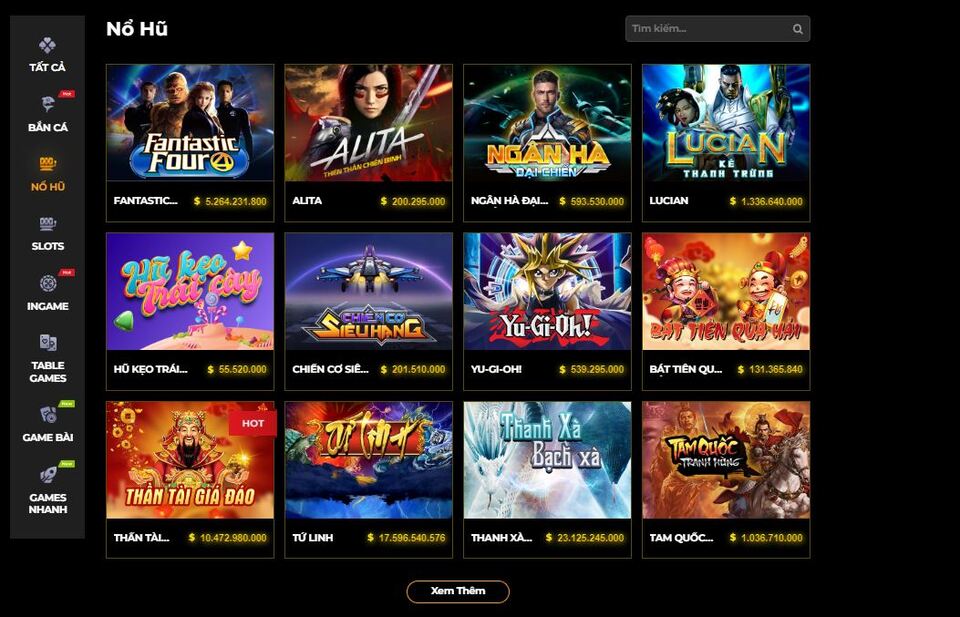 Nổ Hũ
Tìm kiếm...
TẤT CẢ
Hot
BẮN CÁ
NỔ HŨ
SLOTS
Hot
INGAME
TABLE
GAMES
New
GAME BÀI
New
GAMES
NHANH
Fantastic
Four 4
FANTASTIC... $ 5.264.231.800
ALITA
THIÊN THẦN CHIẾN BINH
ALITA $ 200.295.000
NGÂN HÀ
ĐẠI CHIẾN
NGÂN HÀ ĐẠI... $ 593.530.000
LUCIAN
KẺ
THANH TRỪNG
LUCIAN $ 1.336.640.000
Hũ kẹo
Trái cây
HŨ KẸO TRÁI... $ 55.520.000
CHIẾN CƠ
SIÊU HẠNG
CHIẾN CƠ SIÊ... $ 201.510.000
Yu-Gi-Oh!
YU-GI-OH! $ 539.295.000
BÁT TIÊN QUÁ HẢI
BÁT TIÊN QU... $ 131.365.840
HOT
THẦN TÀI GIÁ ĐÁO
THẦN TÀI... $ 10.472.980.000
TỨ LINH
TỨ LINH $ 17.596.540.576
Thanh Xà
Bạch xà
THANH XÀ... $ 23.125.245.000
TAM QUỐC
TRANH HÙNG
TAM QUỐC... $ 1.036.710.000
Xem Thêm